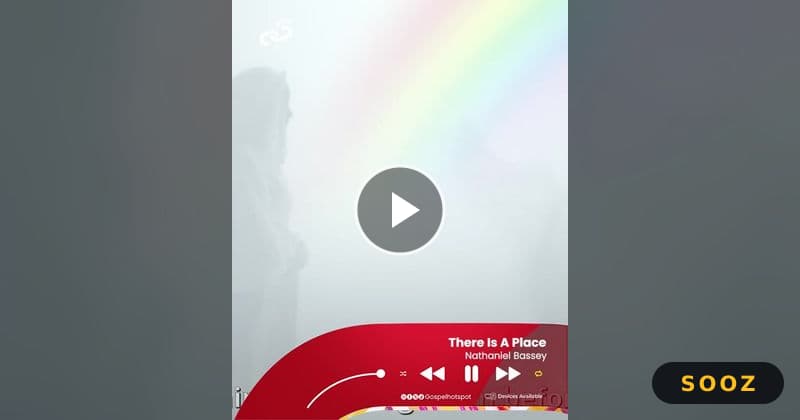 There Is A Place
Nathaniel Bassey
Gospelhotspot
Devices Available
SOOZ